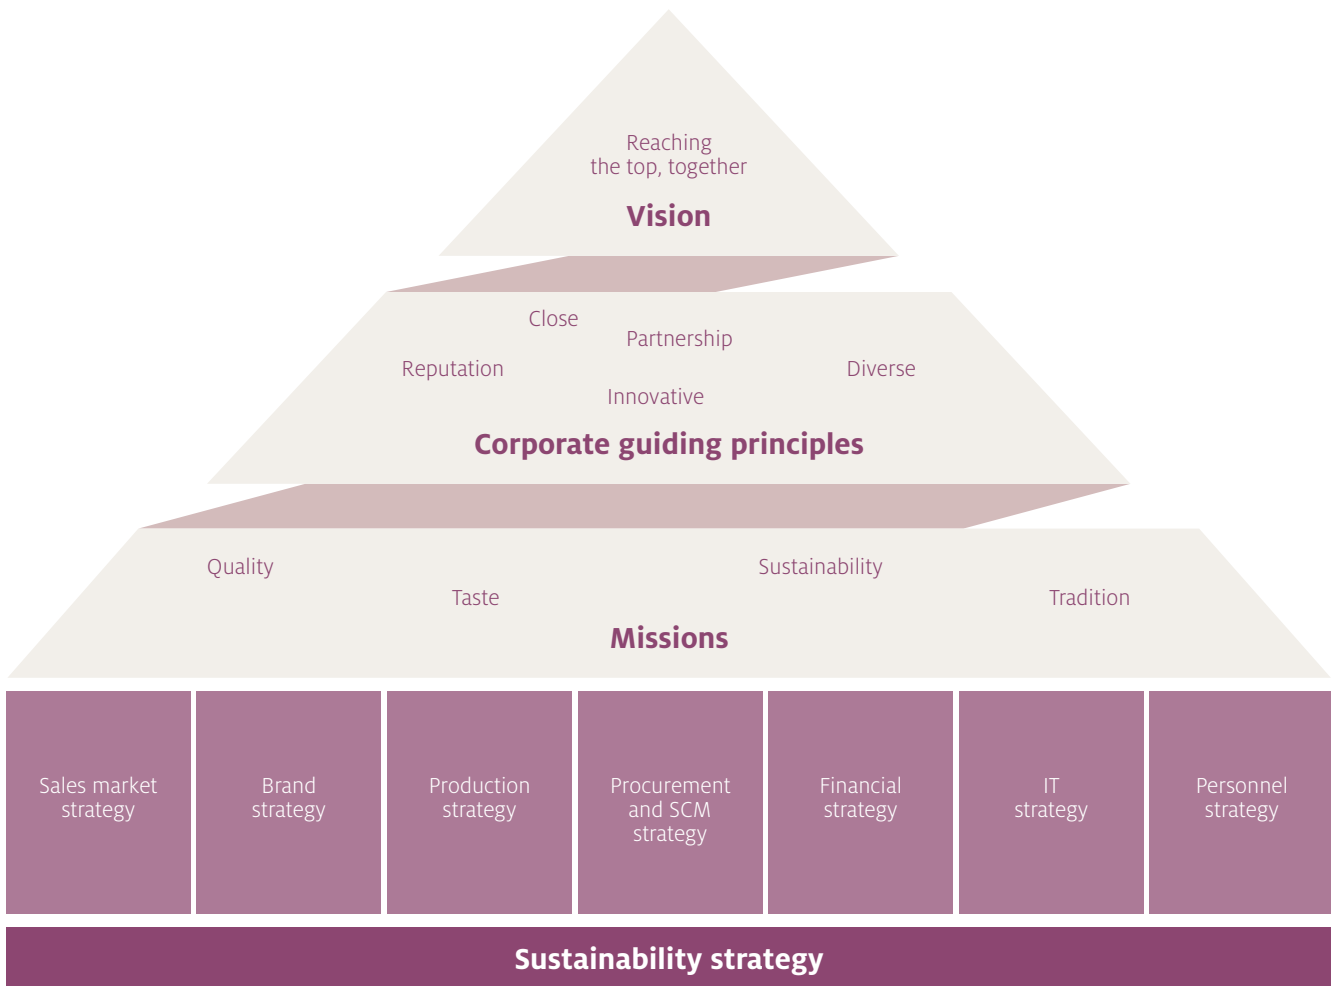 Reaching
the top, together
Vision
Close
Partnership
Reputation
Diverse
Innovative
Corporate guiding principles
Quality
Sustainability
Taste
Tradition
Missions
Sales market
strategy
Brand
strategy
Production
strategy
Procurement
and SCM
strategy
Financial
strategy
IT
strategy
Personnel
strategy
Sustainability strategy